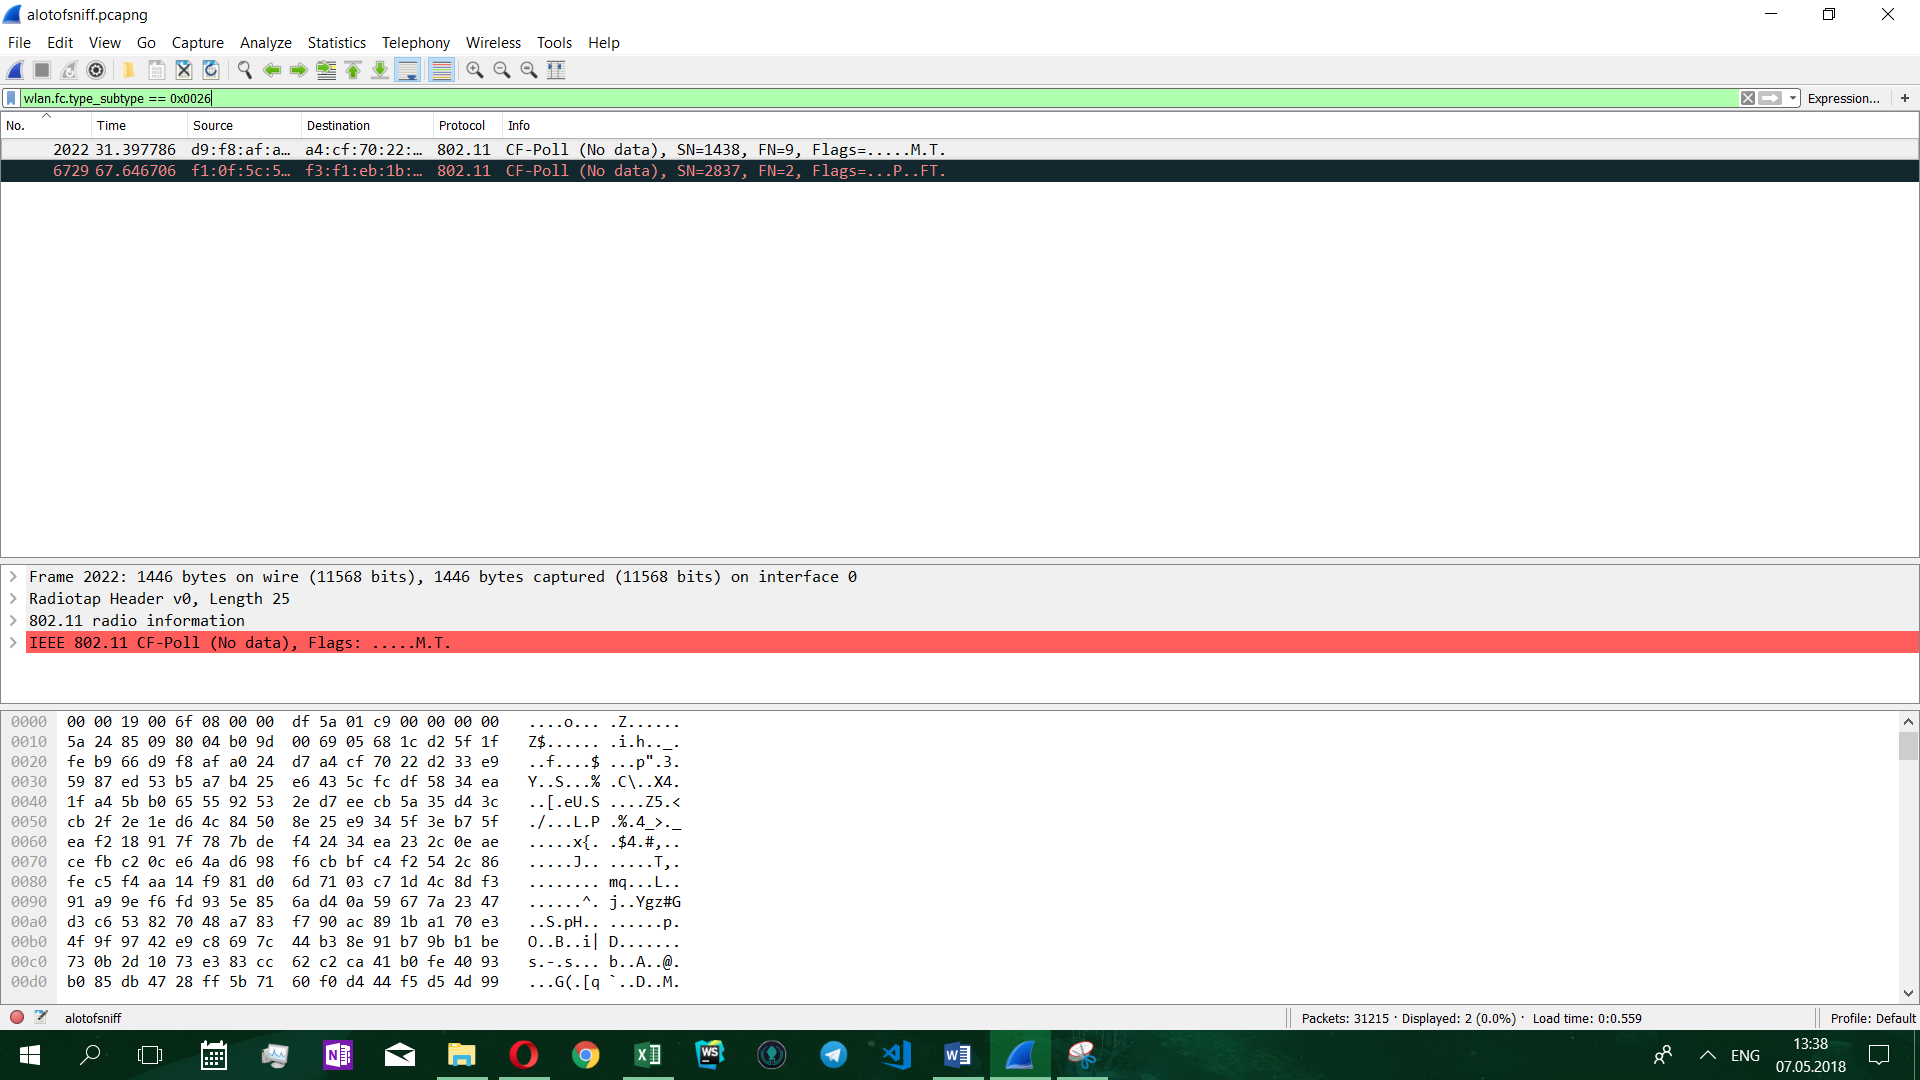 alotofsniff.pcapng
File Edit View Go Capture Analyze Statistics Telephony Wireless Tools Help
wlan.fc.type_subtype == 0x0026 Expression... +
No. Time Source Destination Protocol Info
2022 31.397786 d9:f8:af:a… a4:cf:70:22:… 802.11 CF-Poll (No data), SN=1438, FN=9, Flags=.....M.T.
6729 67.646706 f1:0f:5c:5… f3:f1:eb:1b:… 802.11 CF-Poll (No data), SN=2837, FN=2, Flags=...P..FT.
Frame 2022: 1446 bytes on wire (11568 bits), 1446 bytes captured (11568 bits) on interface 0
Radiotap Header v0, Length 25
802.11 radio information
IEEE 802.11 CF-Poll (No data), Flags: .....M.T.
0000 00 00 19 00 6f 08 00 00 df 5a 01 c9 00 00 00 00 ....o... .Z......
0010 5a 24 85 09 80 04 b0 9d 00 69 05 68 1c d2 5f 1f Z$...... .i.h.._.
0020 fe b9 66 d9 f8 af a0 24 d7 a4 cf 70 22 d2 33 e9 ..f....$ ...p".3.
0030 59 87 ed 53 b5 a7 b4 25 e6 43 5c fc df 58 34 ea Y..S...% .C\..X4.
0040 1f a4 5b b0 65 55 92 53 2e d7 ee cb 5a 35 d4 3c ..[.eU.S ....Z5.<
0050 cb 2f 2e 1e d6 4c 84 50 8e 25 e9 34 5f 3e b7 5f ./...L.P .%.4_>._
0060 ea f2 18 91 7f 78 7b de f4 24 34 ea 23 2c 0e ae .....x{. .$4.#,..
0070 ce fb c2 0c e6 4a d6 98 f6 cb bf c4 f2 54 2c 86 .....J.. .....T,.
0080 fe c5 f4 aa 14 f9 81 d0 6d 71 03 c7 1d 4c 8d f3 ........ mq...L..
0090 91 a9 9e f6 fd 93 5e 85 6a d4 0a 59 67 7a 23 47 ......^. j..Ygz#G
00a0 d3 c6 53 82 70 48 a7 83 f7 90 ac 89 1b a1 70 e3 ..S.pH.. ......p.
00b0 4f 9f 97 42 e9 c8 69 7c 44 b3 8e 91 b7 9b b1 be O..B..i| D.......
00c0 73 0b 2d 10 73 e3 83 cc 62 c2 ca 41 b0 fe 40 93 s.-.s... b..A..@.
00d0 b0 85 db 47 28 ff 5b 71 60 f0 d4 44 f5 d5 4d 99 ...G(.[q `..D..M.
alotofsniff Packets: 31215 · Displayed: 2 (0.0%) · Load time: 0:0.559 Profile: Default
N WS ENG 13:38
07.05.2018